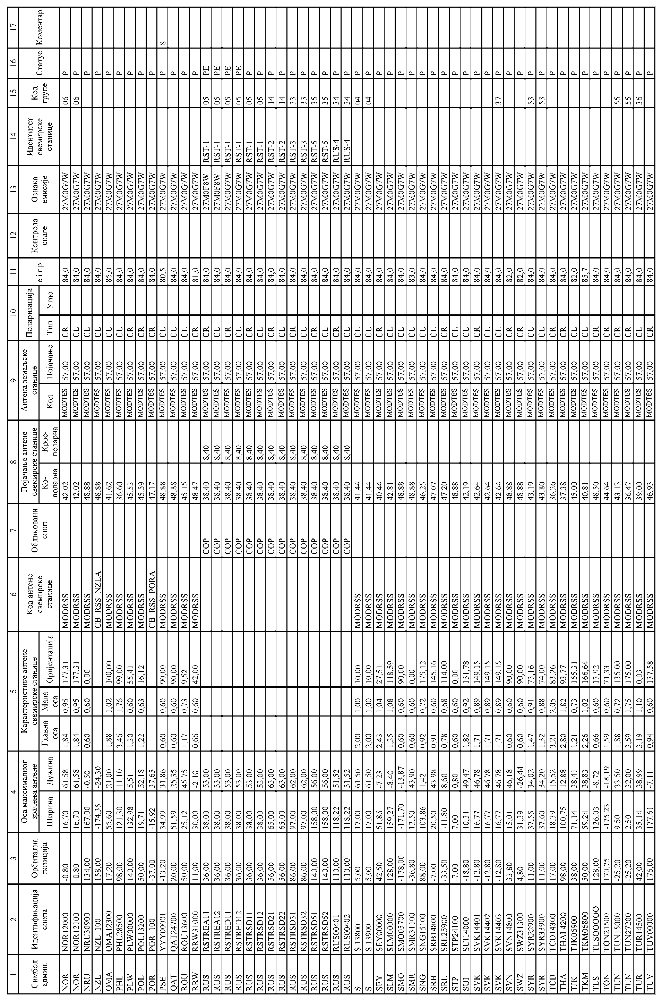 1 2 3 4 5 6 7 8 9 10 11 12 13 14 15 16 17
Симбол админ. Идентификација снопа Орбитална позиција Оса максималног зрачења антене Карактеристике антене свемирске станице Код антене свемирске станице Обликовани сноп Појачање антене свемирске станице Антена земаљске станице Поларизација e.i.r.p. Контрола снаге Ознака емисије Идентитет свемирске станице Код групе Статус Коментар
Ширина Дужина Главна оса Мала оса Оријентација Ко-поларна Крос-поларна Код Појачање Тип Угао
NOR NOR12000 -0,80 16,70 61,58 1,84 0,95 177,31 MODRSS 42,02 MODTES 57,00 CR 84,0 27M0G7W 06 P
NOR NOR12100 -0,80 16,70 61,58 1,84 0,95 177,31 MODRSS 42,02 MODTES 57,00 CL 84,0 27M0G7W 06 P
NRU NRU30900 134,00 167,00 -0,50 0,60 0,60 0,00 MODRSS 48,88 MODTES 57,00 CL 84,0 27M0G7W P
NZL NZL_100 158,00 -174,35 -24,30 CB_RSS_NZLA 48,88 MODTES 57,00 CL 84,0 27M0G7W P
OMA OMA12300 17,20 55,60 21,00 1,88 1,02 100,00 MODRSS 41,62 MODTES 57,00 CL 85,0 27M0G7W P
PHL PHL28500 98,00 121,30 11,10 3,46 1,76 99,00 MODRSS 36,60 MODTES 57,00 CL 84,0 27M0G7W P
PLW PLW00000 140,00 132,98 5,51 1,30 0,60 55,41 MODRSS 45,53 MODTES 57,00 CR 84,0 27M0G7W P
POL POL13200 50,00 19,71 52,18 1,22 0,63 16,12 MODRSS 45,59 MODTES 57,00 CR 84,0 27M0G7W P
POR POR_100 -37,00 -15,92 37,65 CB_RSS_PORA 47,17 MODTES 57,00 CR 84,0 27M0G7W P
PSE YYY00001 -13,20 34,99 31,86 0,60 0,60 90,00 MODRSS 48,88 MODTES 57,00 CL 80,5 27M0G7W P 8
QAT QAT24700 20,00 51,59 25,35 0,60 0,60 90,00 MODRSS 48,88 MODTES 57,00 CL 84,0 27M0G7W P
ROU ROU13600 50,00 25,12 45,75 1,17 0,73 9,52 MODRSS 45,15 MODTES 57,00 CL 84,0 27M0G7W P
RRW RRW31000 11,00 30,00 -2,10 0,66 0,60 42,00 MODRSS 48,47 MODTES 57,00 CR 81,0 27M0G7W P
RUS RSTREA11 36,00 38,00 53,00 COP 38,40 8,40 MODTES 57,00 CR 84,0 27M0F8W RST-1 05 PE
RUS RSTREA12 36,00 38,00 53,00 COP 38,40 8,40 MODTES 57,00 CL 84,0 27M0F8W RST-1 05 PE
RUS RSTRED11 36,00 38,00 53,00 COP 38,40 8,40 MODTES 57,00 CR 84,0 27M0G7W RST-1 05 PE
RUS RSTRED12 36,00 38,00 53,00 COP 38,40 8,40 MODTES 57,00 CL 84,0 27M0G7W RST-1 05 PE
RUS RSTRSD11 36,00 38,00 53,00 COP 38,40 8,40 MODTES 57,00 CR 84,0 27M0G7W RST-1 05 P
RUS RSTRSD12 36,00 38,00 53,00 COP 38,40 8,40 MODTES 57,00 CL 84,0 27M0G7W RST-1 05 P
RUS RSTRSD21 56,00 65,00 63,00 COP 38,40 8,40 MODTES 57,00 CR 84,0 27M0G7W RST-2 14 P
RUS RSTRSD22 56,00 65,00 63,00 COP 38,40 8,40 MODTES 57,00 CL 84,0 27M0G7W RST-2 14 P
RUS RSTRSD31 86,00 97,00 62,00 COP 38,40 8,40 MODTES 57,00 CR 84,0 27M0G7W RST-3 33 P
RUS RSTRSD32 86,00 97,00 62,00 COP 38,40 8,40 MODTES 57,00 CL 84,0 27M0G7W RST-3 33 P
RUS RSTRSD51 140,00 158,00 56,00 COP 38,40 8,40 MODTES 57,00 CR 84,0 27M0G7W RST-5 35 P
RUS RSTRSD52 140,00 158,00 56,00 COP 38,40 8,40 MODTES 57,00 CL 84,0 27M0G7W RST-5 35 P
RUS RUS00401 110,00 118,22 51,52 COP 38,40 8,40 MODTES 57,00 CR 84,0 27M0G7W RUS-4 34 P
RUS RUS00402 110,00 118,22 51,52 COP 38,40 8,40 MODTES 57,00 CL 84,0 27M0G7W RUS-4 34 P
S S 13800 5,00 17,00 61,50 2,00 1,00 10,00 MODRSS 41,44 MODTES 57,00 CL 84,0 27M0G7W 04 P
S S 13900 5,00 17,00 61,50 2,00 1,00 10,00 MODRSS 41,44 MODTES 57,00 CL 84,0 27M0G7W 04 P
SEY SEY00000 42,50 51,86 -7,23 2,43 1,04 27,51 MODRSS 40,44 MODTES 57,00 CR 84,0 27M0G7W P
SLM SLM00000 128,00 159,27 -8,40 1,35 1,08 118,59 MODRSS 42,81 MODTES 57,00 CL 84,0 27M0G7W P
SMO SMO05700 -178,00 -171,70 -13,87 0,60 0,60 90,00 MODRSS 48,88 MODTES 57,00 CL 84,0 27M0G7W P
SMR SMR31100 -36,80 12,50 43,90 0,60 0,60 0,00 MODRSS 48,88 MODTES 57,00 CL 83,0 27M0G7W P
SNG SNG15100 88,00 103,86 1,42 0,92 0,72 175,12 MODRSS 46,25 MODTES 57,00 CL 84,0 27M0G7W P
SRB SRB14800 -7,00 20,50 43,98 0,91 0,60 145,16 MODRSS 47,07 MODTES 57,00 CL 84,0 27M0G7W P
SRL SRL25900 -33,50 -11,80 8,60 0,78 0,68 114,00 MODRSS 47,20 MODTES 57,00 CR 84,0 27M0G7W P
STP STP24100 -7,00 7,00 0,80 0,60 0,60 0,00 MODRSS 48,88 MODTES 57,00 CL 84,0 27M0G7W P
SUI SUI14000 -18,80 10,31 49,47 1,82 0,92 151,78 MODRSS 42,19 MODTES 57,00 CL 84,0 27M0G7W P
SVK SVK14401 -12,80 16,77 46,78 1,71 0,89 149,15 MODRSS 42,64 MODTES 57,00 CR 84,0 27M0G7W P
SVK SVK14402 -12,80 16,77 46,78 1,71 0,89 149,15 MODRSS 42,64 MODTES 57,00 CL 84,0 27M0G7W P
SVK SVK14403 -12,80 16,77 46,78 1,71 0,89 149,15 MODRSS 42,64 MODTES 57,00 CL 84,0 27M0G7W 37 P
SVN SVN14800 33,80 15,01 46,18 0,60 0,60 90,00 MODRSS 48,88 MODTES 57,00 CR 82,0 27M0G7W P
SWZ SWZ31300 4,80 31,39 -26,44 0,60 0,60 90,00 MODRSS 48,88 MODTES 57,00 CR 82,0 27M0G7W P
SYR SYR22900 11,00 37,55 34,02 1,47 0,91 73,16 MODRSS 43,19 MODTES 57,00 CL 84,0 27M0G7W 53 P
SYR SYR33900 11,00 37,60 34,20 1,32 0,88 74,00 MODRSS 43,80 MODTES 57,00 CL 84,0 27M0G7W 53 P
TCD TCD14300 17,00 18,39 15,52 3,21 2,05 83,26 MODRSS 36,26 MODTES 57,00 CR 84,0 27M0G7W P
THA THA14200 98,00 100,75 12,88 2,80 1,82 93,77 MODRSS 37,38 MODTES 57,00 CR 84,0 27M0G7W P
TJK TJK06900 38,00 71,14 38,41 1,21 0,73 155,31 MODRSS 45,00 MODTES 57,00 CL 82,0 27M0G7W P
TKM TKM06800 50,00 59,24 38,83 2,26 1,02 166,64 MODRSS 40,81 MODTES 57,00 CL 85,7 27M0G7W P
TLS TLSOOOOO 128,00 126,03 -8,72 0,66 0,60 13,92 MODRSS 48,50 MODTES 57,00 CR 84,0 27M0G7W P
TON TON21500 170,75 -175,23 -18,19 1,59 0,60 71,33 MODRSS 44,64 MODTES 57,00 CR 84,0 27M0G7W P
TUN TUN15000 -25,20 9,50 33,50 1,88 0,72 135,00 MODRSS 43,13 MODTES 57,00 CR 84,0 27M0G7W 55 P
TUN TUN27200 -25,20 2,50 32,00 3,59 1,75 175,00 MODRSS 36,47 MODTES 57,00 CR 84,0 27M0G7W 55 P
TUR TUR14500 42,00 35,14 38,99 3,19 1,10 0,03 MODRSS 39,00 MODTES 57,00 CL 84,0 27M0G7W 36 P
TUV TUV00000 176,00 177,61 -7,11 0,94 0,60 137,58 MODRSS 46,93 MODTES 57,00 CR 84,0 27M0G7W P